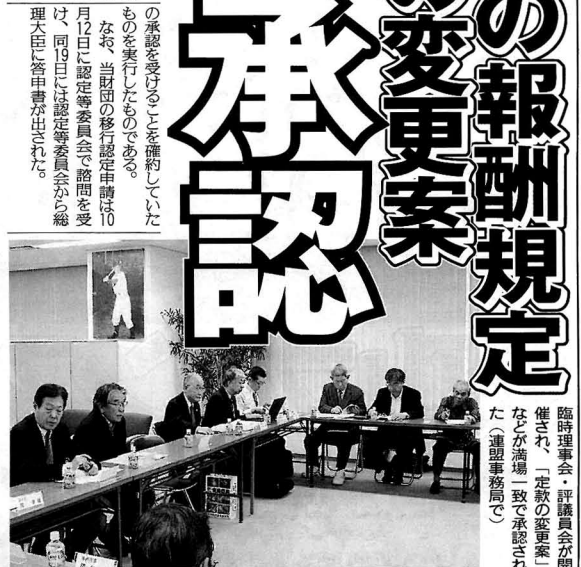 の報酬規定
の変更案
承認
の承認を受けることを確約していた
ものを実行したものである。
なお、当財団の移行認定申請は10
月12日に認定等委員会で諮問を受
け、同19日には認定等委員会から総
理大臣に答申書が出された。
臨時理事会・評議員会が開
催され、「定款の変更案」
などが満場一致で承認され
た（連盟事務局で）